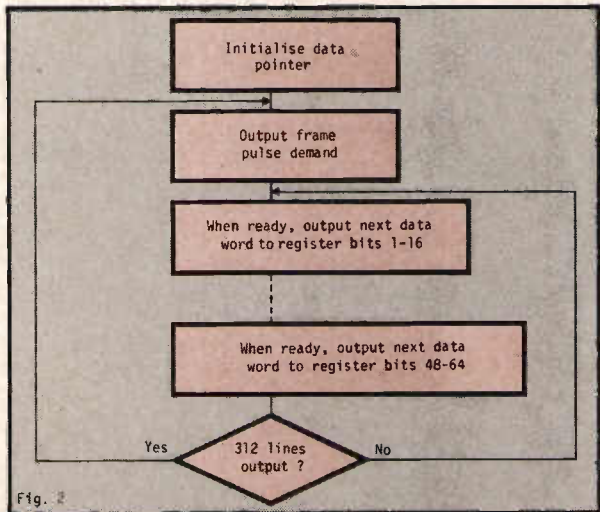 Initialise data
pointer
Output frame
pulse demand
When ready, output next data
word to register bits 1-16
When ready, output next data
word to register bits 48-64
Yes
312 lines
output ?
No
Fig. 2